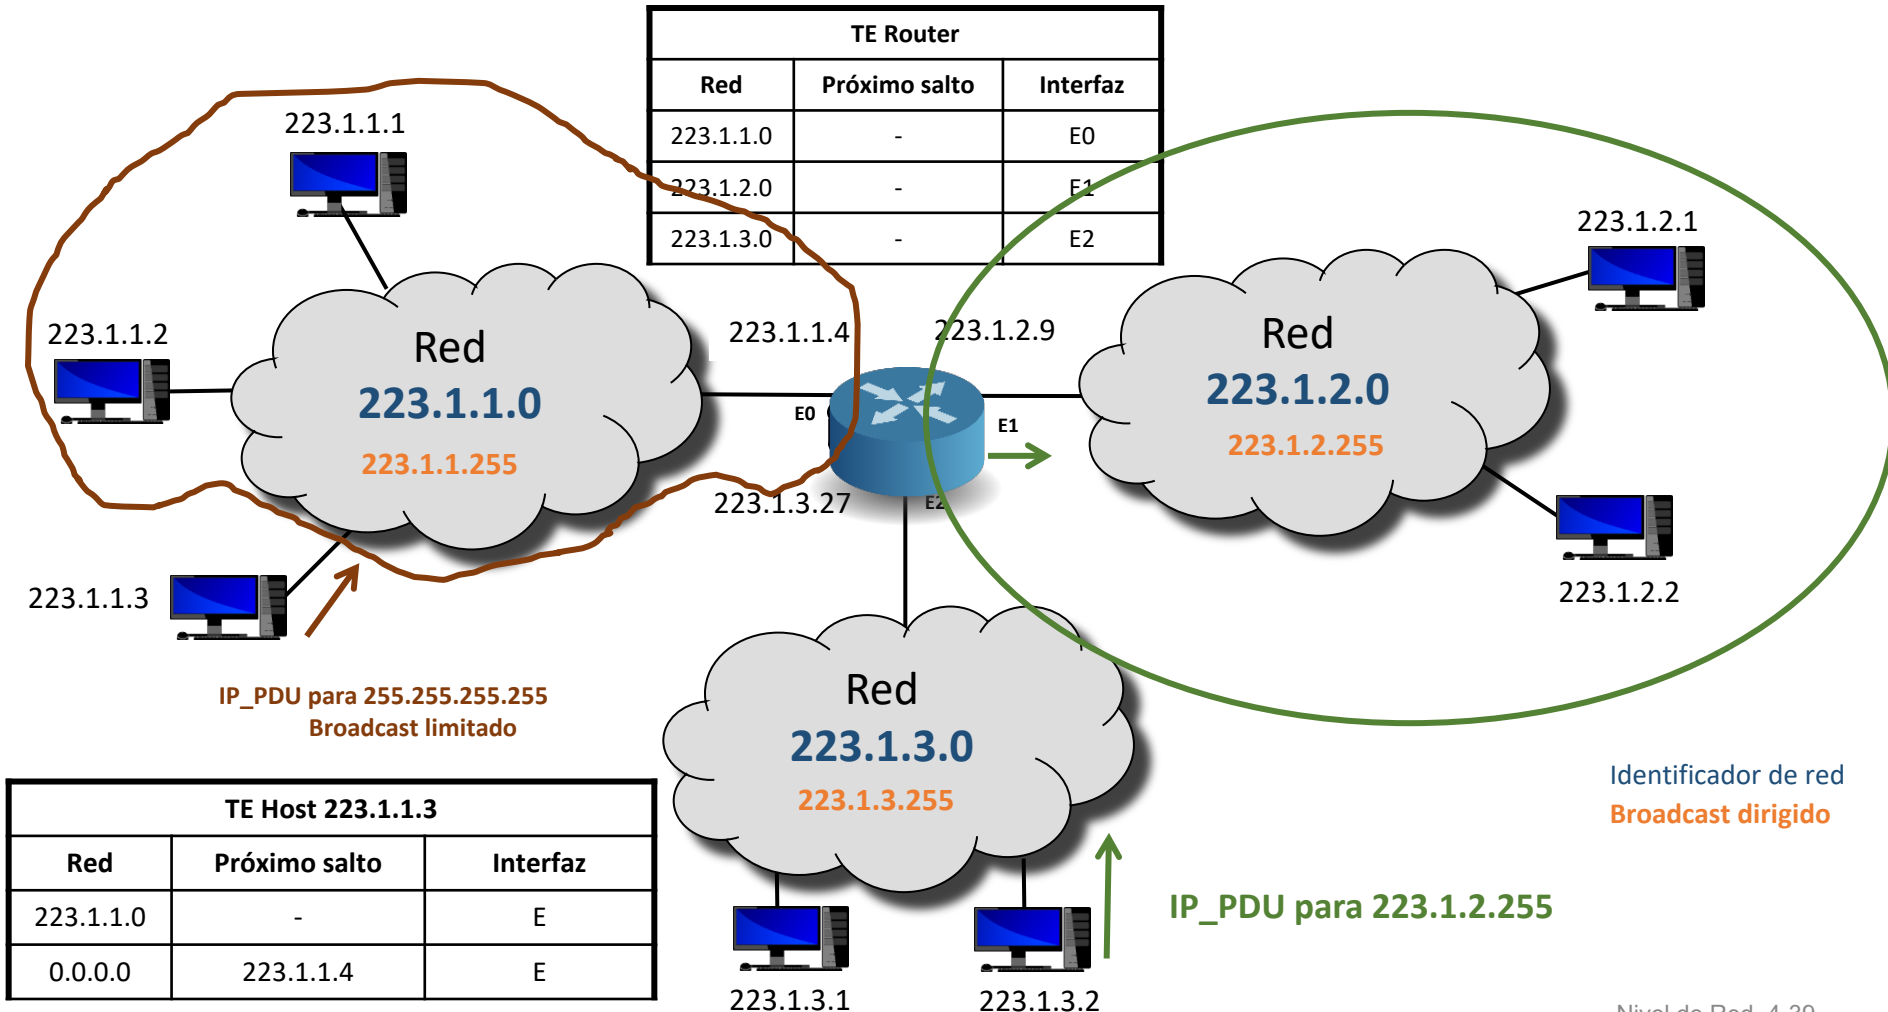 TE Router
Red Próximo salto Interfaz
223.1.1.0 - E0
223.1.2.0 - E1
223.1.3.0 - E2
223.1.1.1
223.1.1.2
223.1.1.3
Red
223.1.1.0
223.1.1.255
223.1.1.4
223.1.2.9
E0
E1
223.1.3.27
E2
Red
223.1.2.0
223.1.2.255
223.1.2.1
223.1.2.2
IP_PDU para 255.255.255.255
Broadcast limitado
Red
223.1.3.0
223.1.3.255
223.1.3.1
223.1.3.2
IP_PDU para 223.1.2.255
Identificador de red
Broadcast dirigido
TE Host 223.1.1.3
Red Próximo salto Interfaz
223.1.1.0 - E
0.0.0.0 223.1.1.4 E
Nivel de Red 4-39